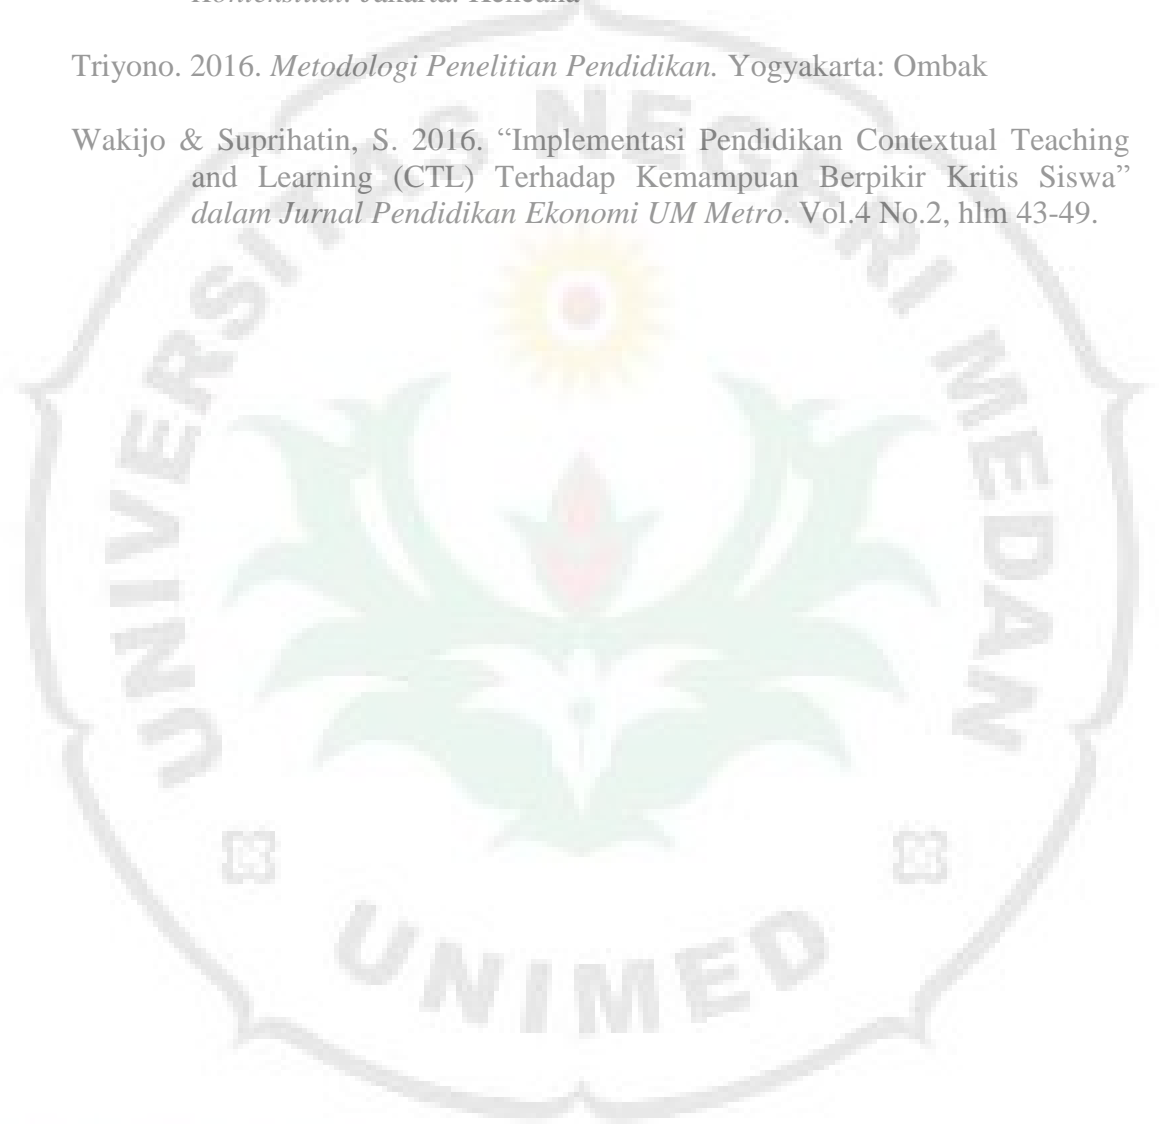 Jakarta: Kencana
Triyono. 2016. Metodologi Penelitian Pendidikan. Yogyakarta: Ombak
Wakijo & Suprihatin, S. 2016. “Implementasi Pendidikan Contextual Teaching
and Learning (CTL) Terhadap Kemampuan Berpikir Kritis Siswa”
dalam Jurnal Pendidikan Ekonomi UM Metro. Vol.4 No.2, hlm 43-49.
UNIVERSITAS NEGERI MEDAN
UNIMED